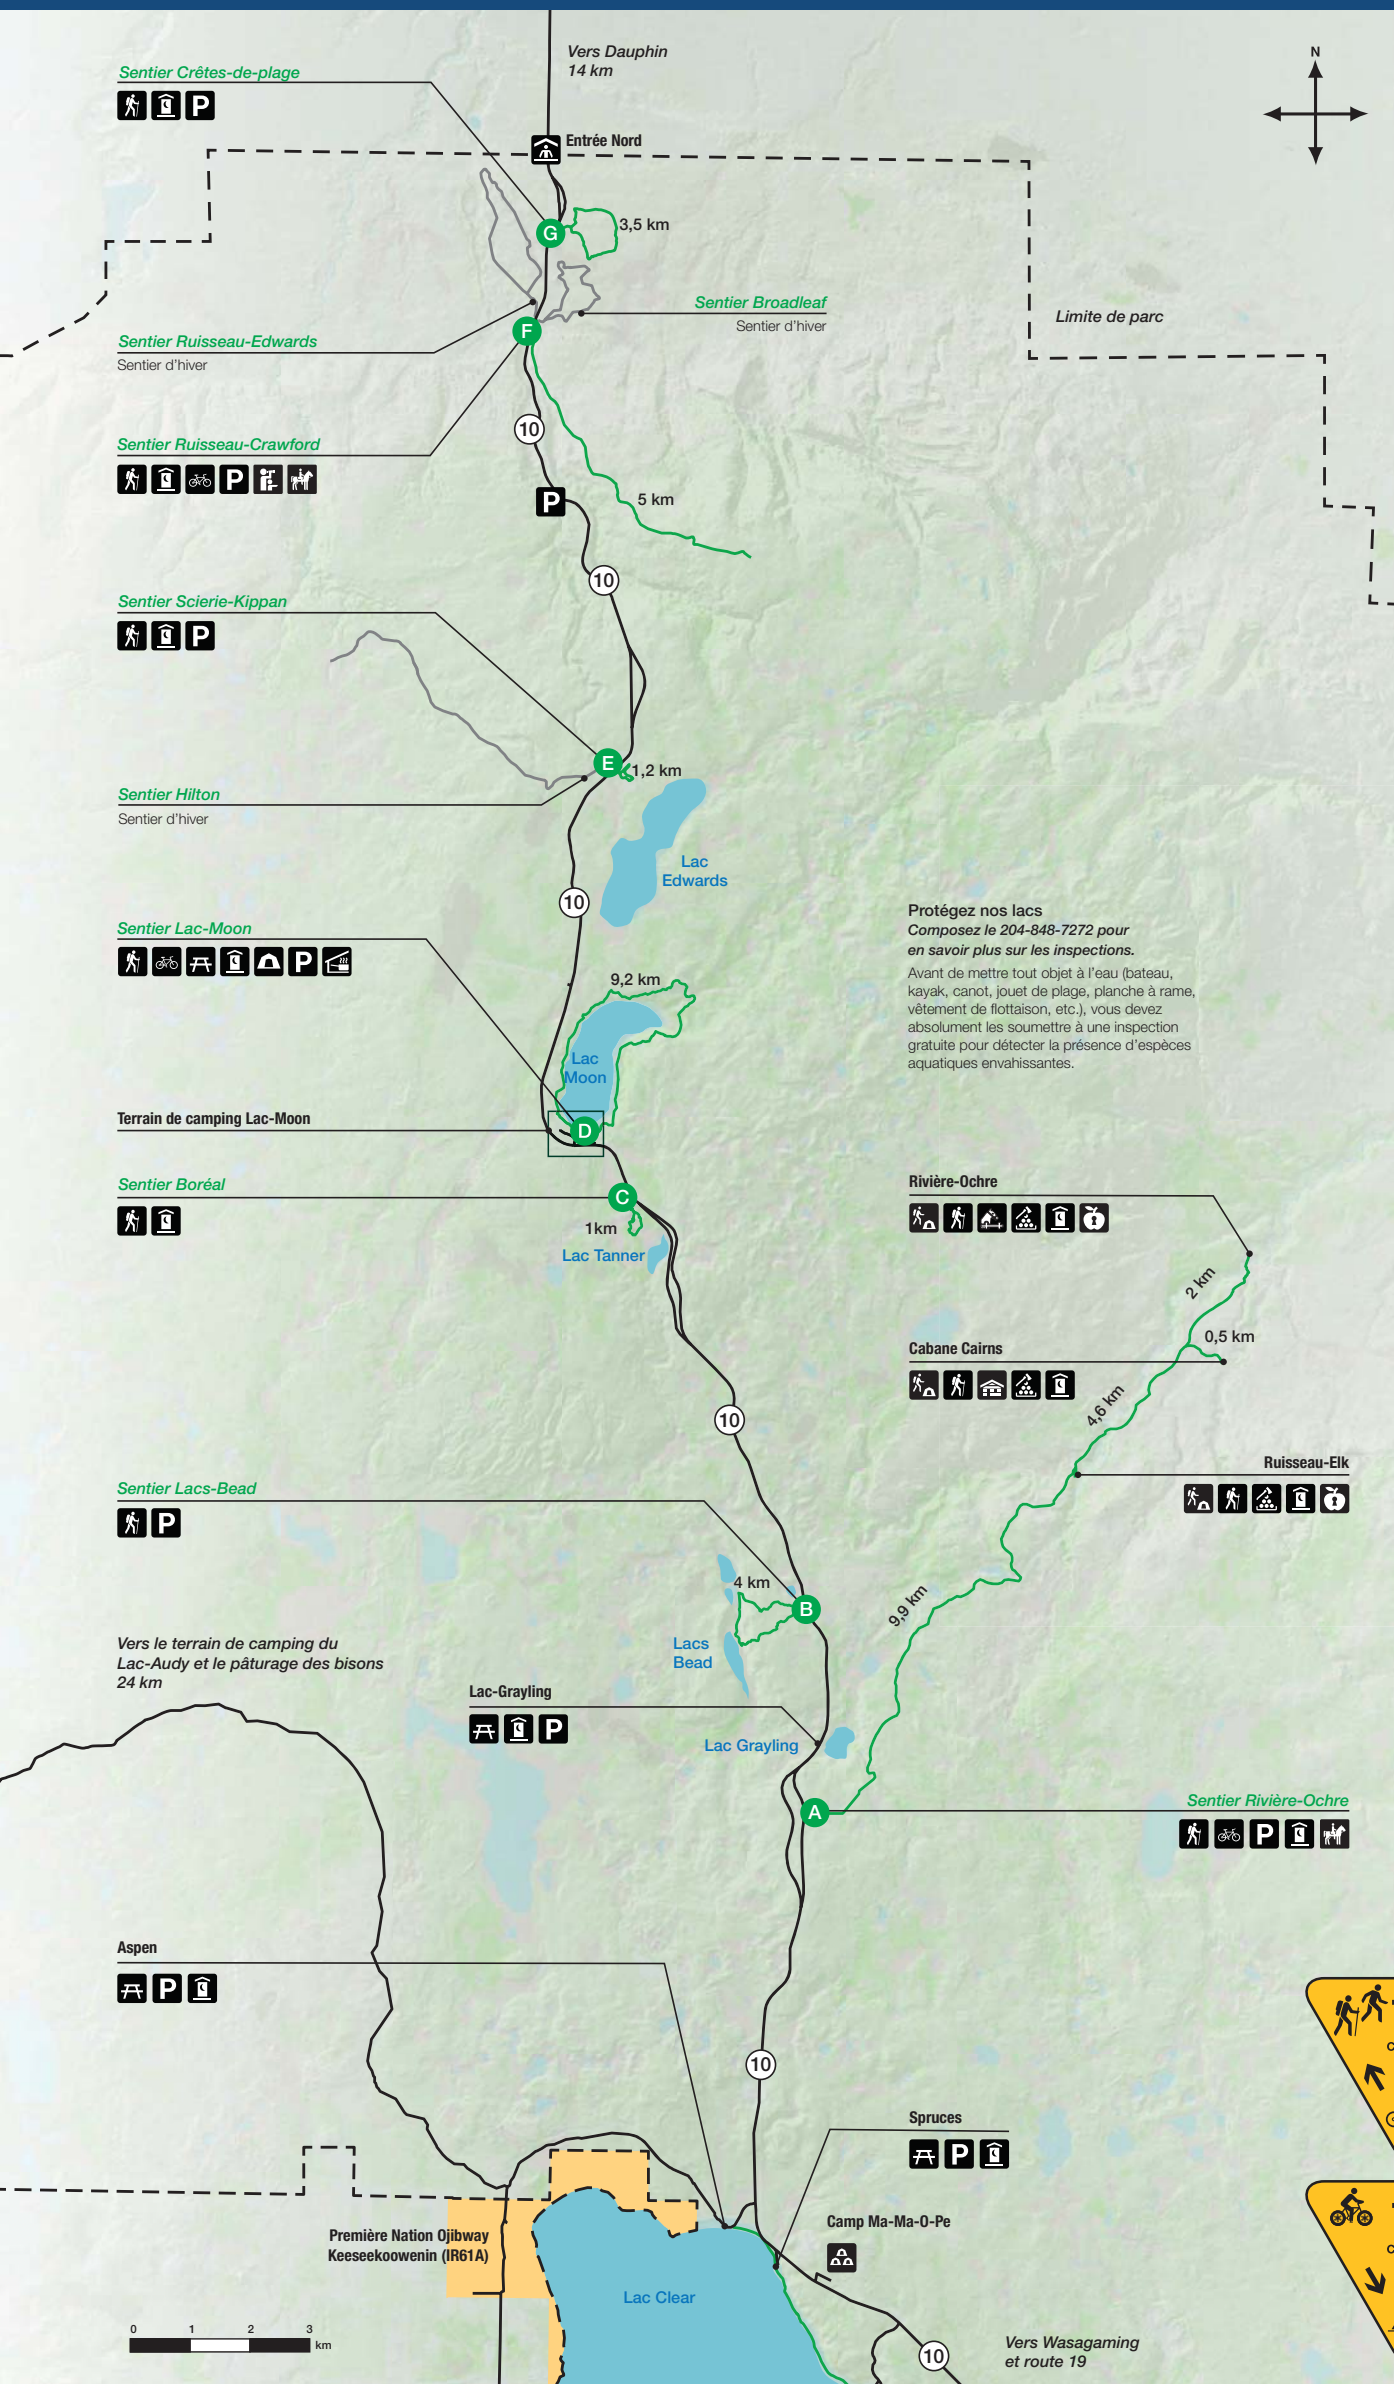 Vers Dauphin
14 km
N
Sentier Crêtes-de-plage
P
Entrée Nord
G
3,5 km
Sentier Broadleaf
Sentier d'hiver
Limite de parc
F
Sentier Ruisseau-Edwards
Sentier d'hiver
10
Sentier Ruisseau-Crawford
P
P
5 km
10
Sentier Scierie-Kippan
P
E
1,2 km
Sentier Hilton
Sentier d'hiver
Lac
Edwards
10
Protégez nos lacs
Composez le 204-848-7272 pour
en savoir plus sur les inspections.
Avant de mettre tout objet à l'eau (bateau,
kayak, canot, jouet de plage, planche à rame,
vêtement de flottaison, etc.), vous devez
absolument les soumettre à une inspection
gratuite pour détecter la présence d'espèces
aquatiques envahissantes.
Sentier Lac-Moon
P
9,2 km
Lac
Moon
Terrain de camping Lac-Moon
D
Sentier Boréal
C
1km
Lac Tanner
Rivière-Ochre
2 km
0,5 km
Cabane Cairns
4,6 km
10
Ruisseau-Elk
Sentier Lacs-Bead
P
4 km
B
9,9 km
Lacs
Bead
Vers le terrain de camping du
Lac-Audy et le pâturage des bisons
24 km
Lac-Grayling
P
Lac Grayling
A
Sentier Rivière-Ochre
P
Aspen
P
10
Spruces
P
Camp Ma-Ma-O-Pe
Première Nation Ojibway
Keeseekoowenin (IR61A)
Lac Clear
0 1 2 3
km
10
Vers Wasagaming
et route 19